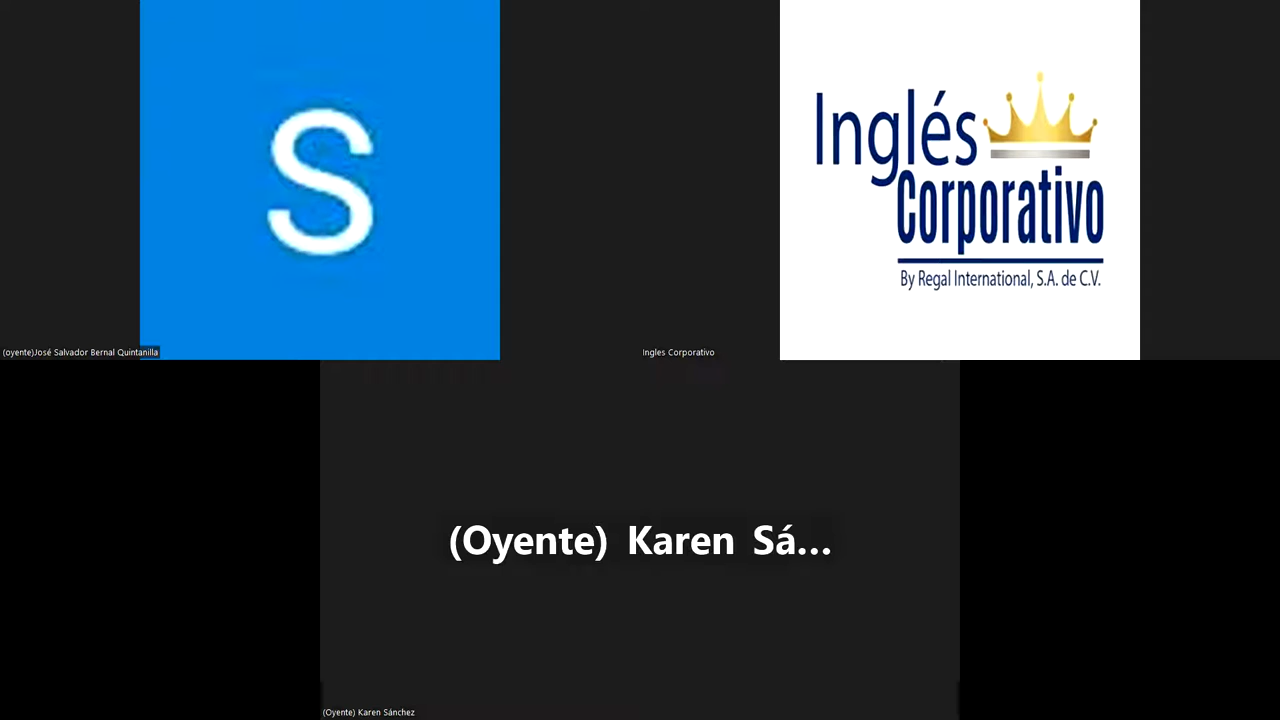 S
Inglés
Corporativo
By Regal International, S.A. de C.V.
(oyente)José Salvador Bernal Quintanilla
Ingles Corporativo
(Oyente) Karen Sá...
(Oyente) Karen Sánchez